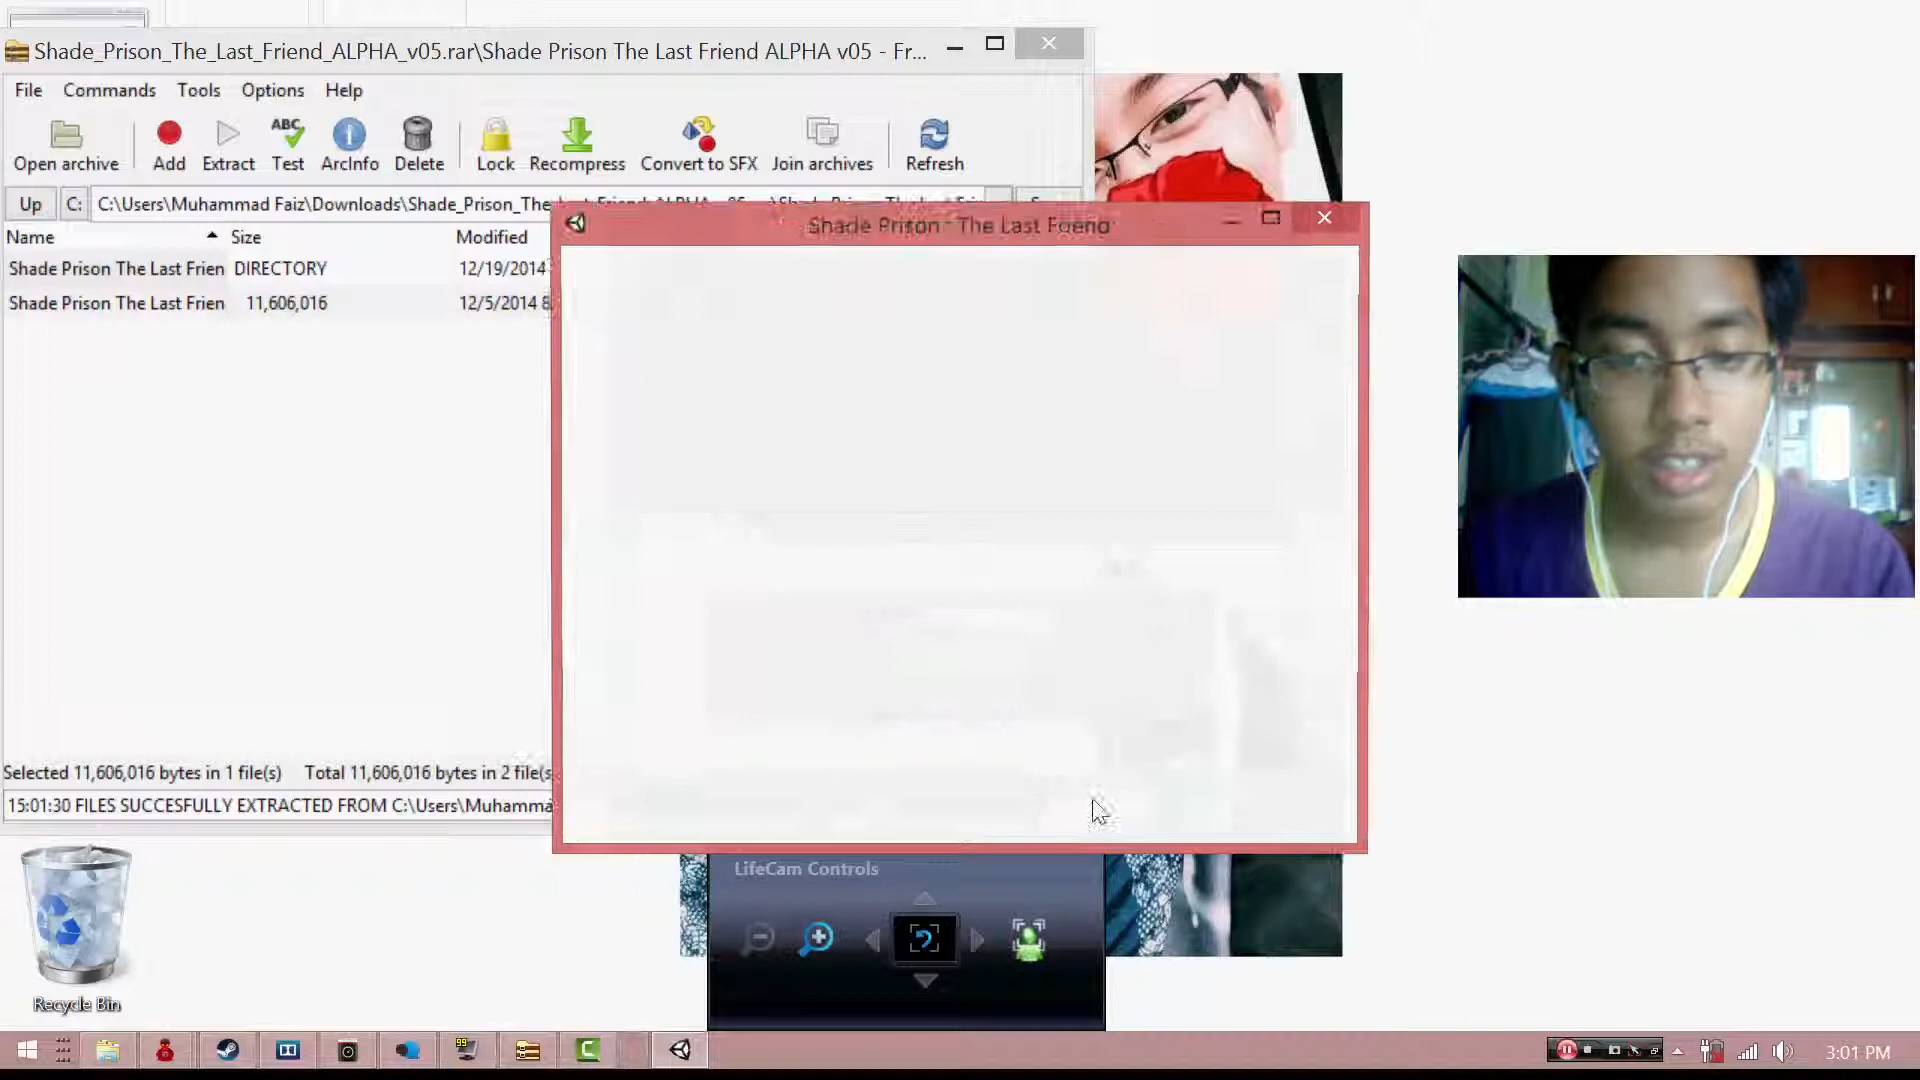 Shade_Prison_The_Last_Friend_ALPHA_v05.rar\Shade Prison The Last Friend ALPHA v05 - Fr...
File Commands Tools Options Help
ABC
Open archive Add Extract Test ArcInfo Delete Lock Recompress Convert to SFX Join archives Refresh
Up C: C:\Users\Muhammad Faiz\Downloads\Shade_Prison_The
Shade Prison - The Last Friend
Name Size Modified
Shade Prison The Last Frien DIRECTORY 12/19/2014
Shade Prison The Last Frien 11,606,016 12/5/2014 8
Selected 11,606,016 bytes in 1 file(s) Total 11,606,016 bytes in 2 file(s
15:01:30 FILES SUCCESFULLY EXTRACTED FROM C:\Users\Muhamma
LifeCam Controls
Recycle Bin
99
3:01 PM